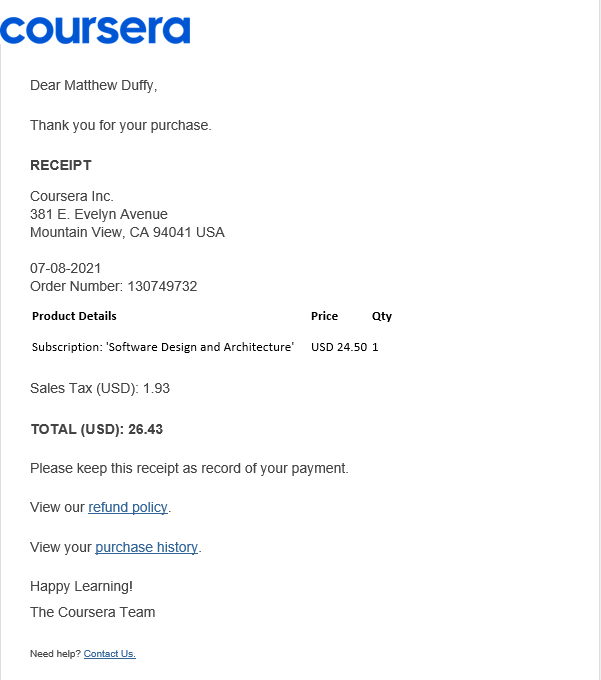 coursera
Dear Matthew Duffy,
Thank you for your purchase.
RECEIPT
Coursera Inc.
381 E. Evelyn Avenue
Mountain View, CA 94041 USA
07-08-2021
Order Number: 130749732
Product Details Price Qty
Subscription: 'Software Design and Architecture' USD 24.50 1
Sales Tax (USD): 1.93
TOTAL (USD): 26.43
Please keep this receipt as record of your payment.
View our refund policy.
View your purchase history.
Happy Learning!
The Coursera Team
Need help? Contact Us.